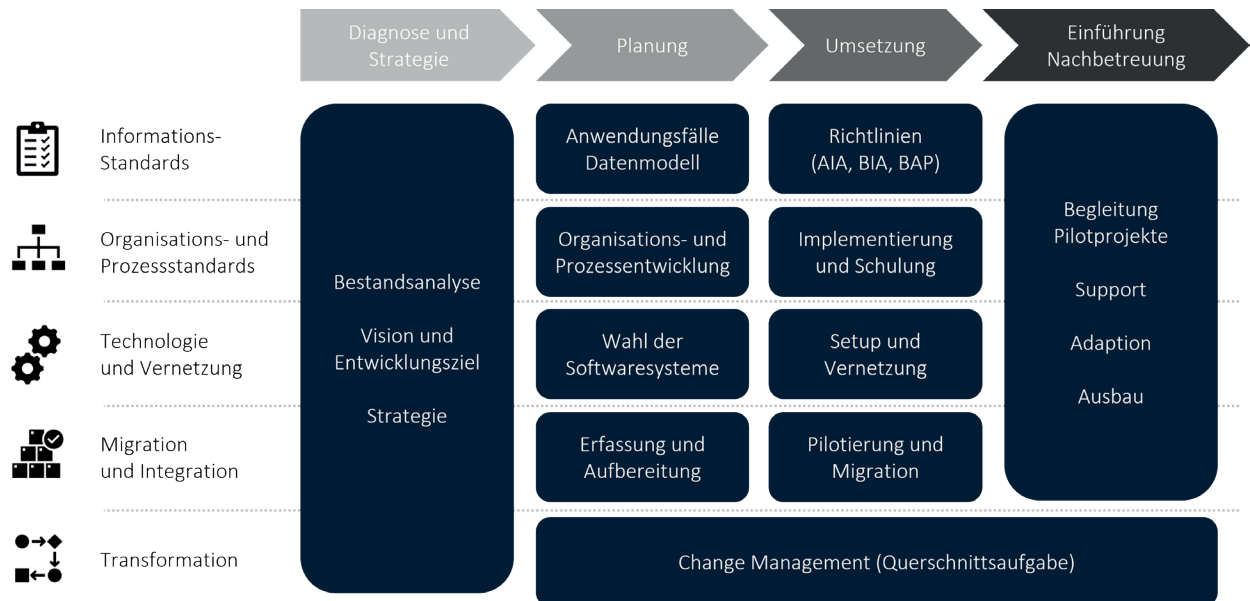 Diagnose und
Strategie
Planung
Umsetzung
Einführung
Nachbetreuung
Informations-
Standards
Anwendungsfälle
Datenmodell
Richtlinien
(AIA, BIA, BAP)
Organisations- und
Prozessstandards
Organisations- und
Prozessentwicklung
Implementierung
und Schulung
Technologie
und Vernetzung
Wahl der
Softwaresysteme
Setup und
Vernetzung
Migration
und Integration
Erfassung und
Aufbereitung
Pilotierung und
Migration
Transformation
Bestandsanalyse
Vision und
Entwicklungsziel
Strategie
Begleitung
Pilotprojekte
Support
Adaption
Ausbau
Change Management (Querschnittsaufgabe)